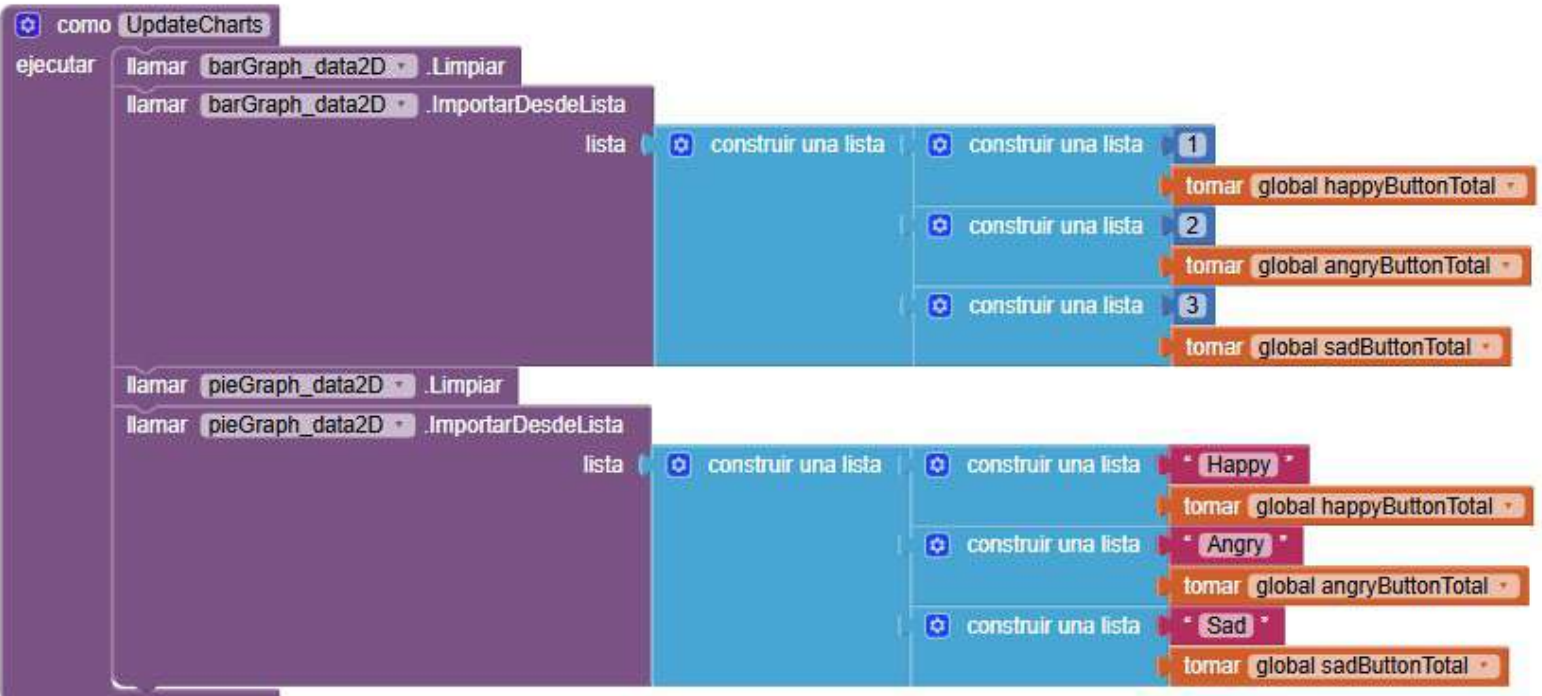 como UpdateCharts
ejecutar llamar barGraph_data2D .Limpiar
llamar barGraph_data2D .ImportarDesdeLista
lista construir una lista construir una lista 1
tomar global happyButtonTotal
construir una lista 2
tomar global angryButtonTotal
construir una lista 3
tomar global sadButtonTotal
llamar pieGraph_data2D .Limpiar
llamar pieGraph_data2D .ImportarDesdeLista
lista construir una lista construir una lista " Happy "
tomar global happyButtonTotal
construir una lista " Angry "
tomar global angryButtonTotal
construir una lista " Sad "
tomar global sadButtonTotal